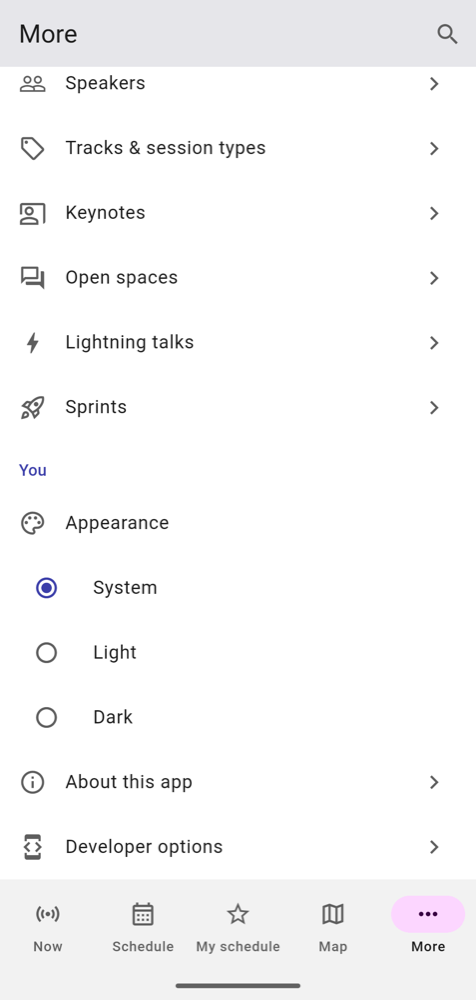 More
Speakers
Tracks & session types
Keynotes
Open spaces
Lightning talks
Sprints
You
Appearance
System
Light
Dark
About this app
Developer options
Now
Schedule
My schedule
Map
More